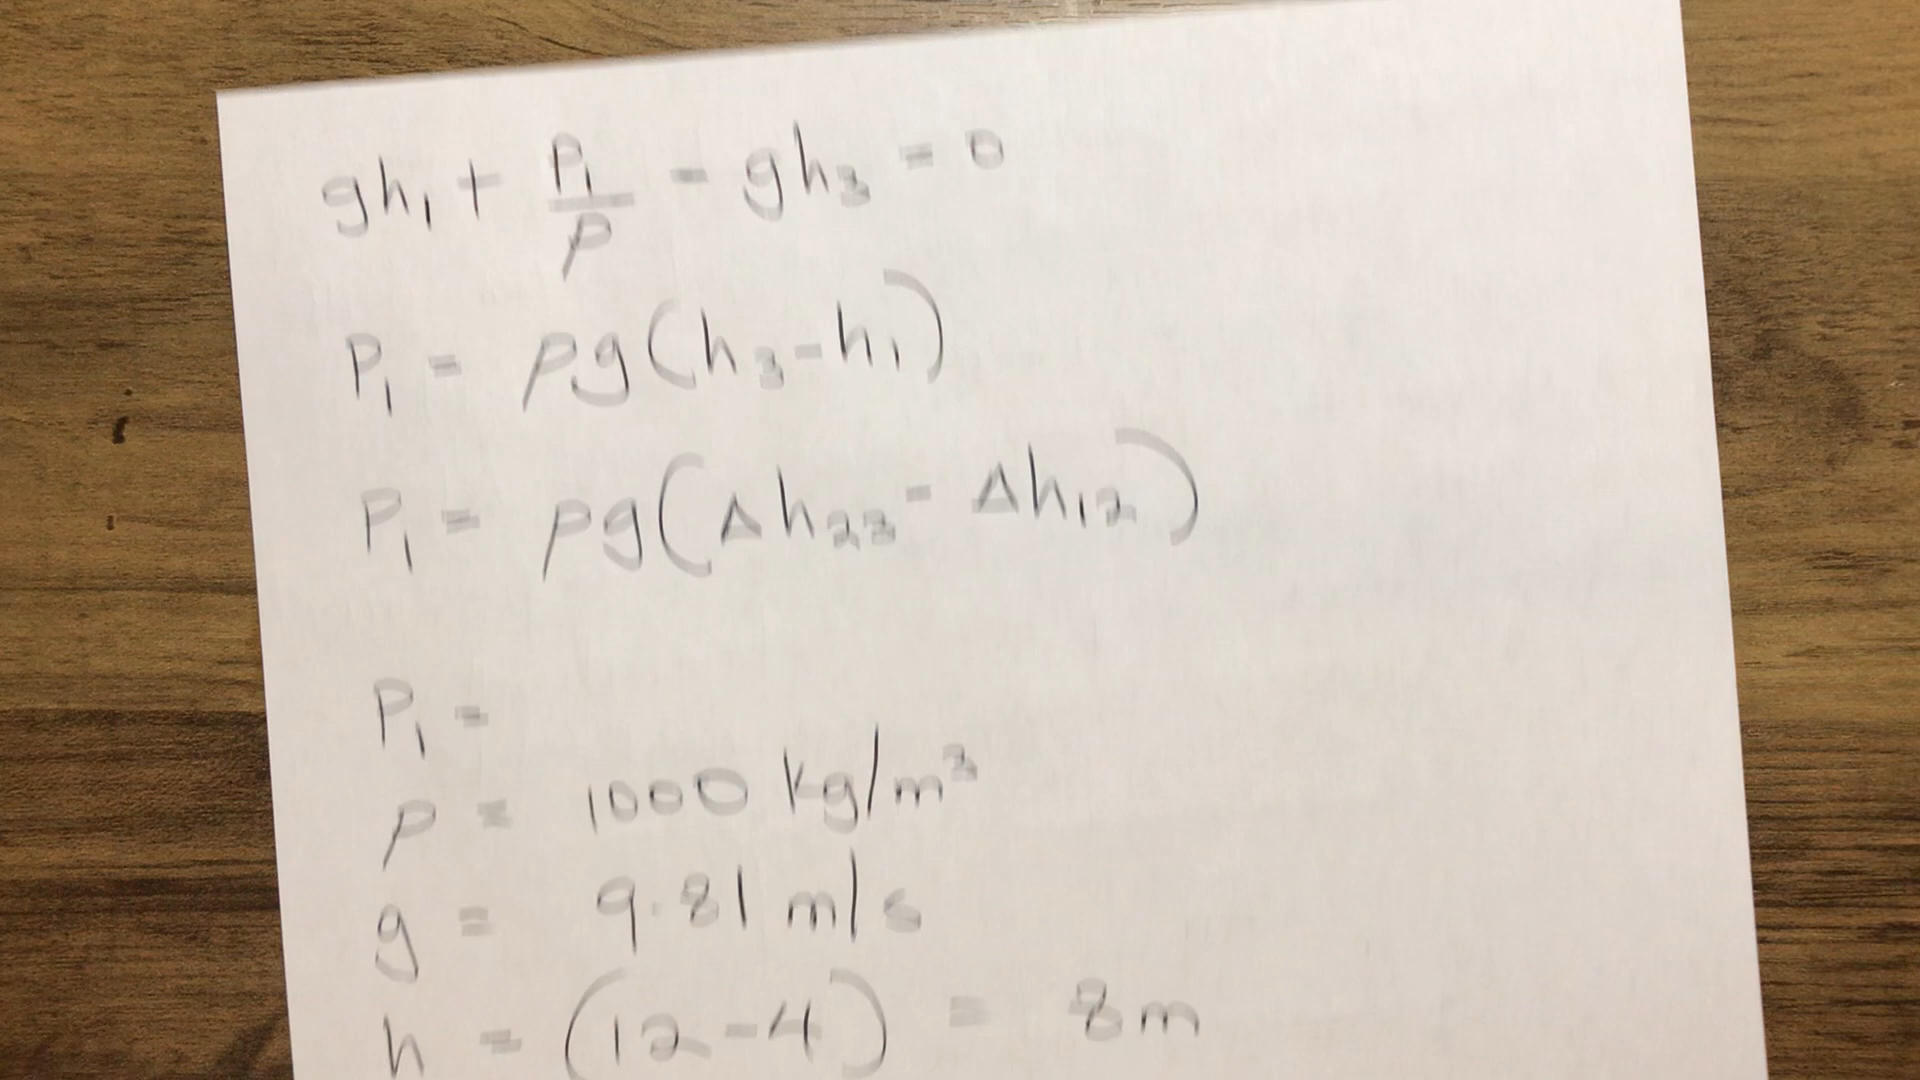 gh₁ + P₁/ρ - gh₃ = 0
P₁ = ρg(h₃-h₁)
P₁ = ρg(Δh₂₃ - Δh₁₂)
P₁ =
ρ = 1000 kg/m³
g = 9.81 m/s
h = (12-4) = 8m